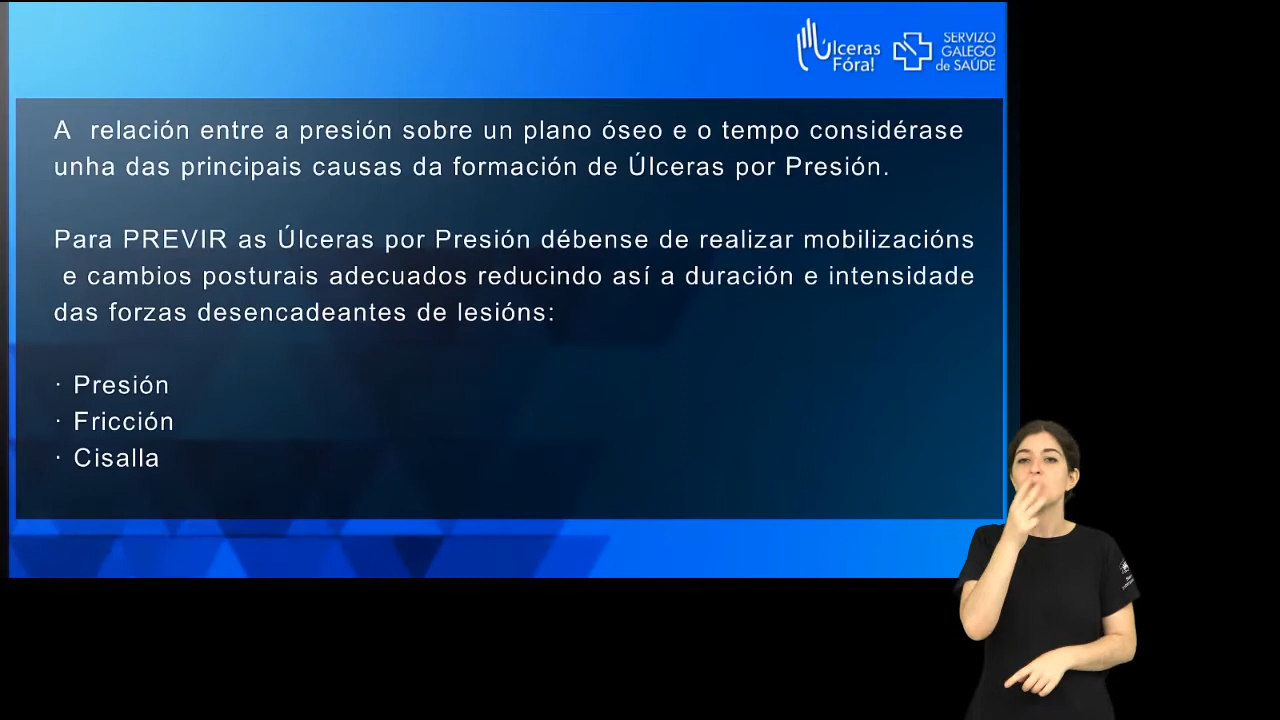 Úlceras
Fóra!
SERVIZO
GALEGO
de SAÚDE
A relación entre a presión sobre un plano óseo e o tempo considérase
unha das principais causas da formación de Úlceras por Presión.
Para PREVIR as Úlceras por Presión débense de realizar mobilizacións
e cambios posturais adecuados reducindo así a duración e intensidade
das forzas desencadeantes de lesións:
· Presión
· Fricción
· Cisalla